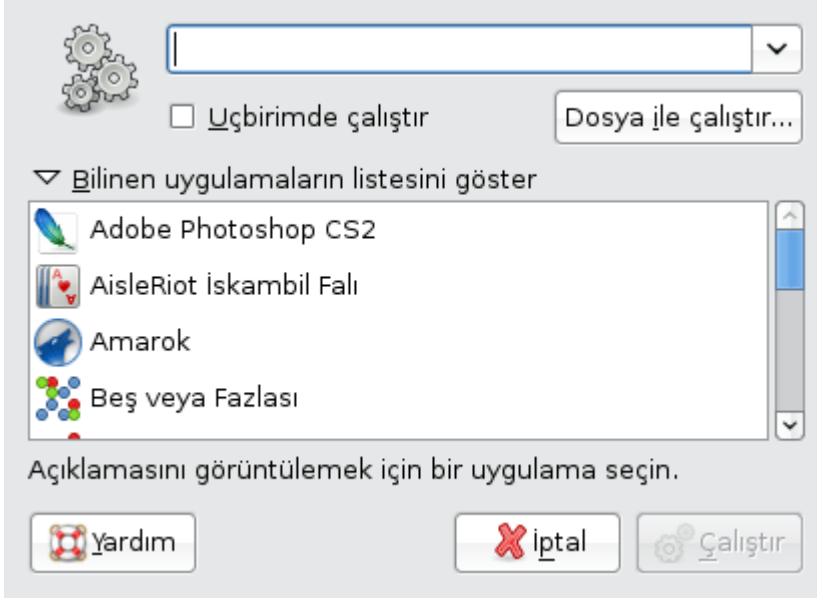 Uçbirimde çalıştır
Dosya ile çalıştır...
Bilinen uygulamaların listesini göster
Adobe Photoshop CS2
AisleRiot İskambil Falı
Amarok
Beş veya Fazlası
Açıklamasını görüntülemek için bir uygulama seçin.
Yardım
İptal
Çalıştır